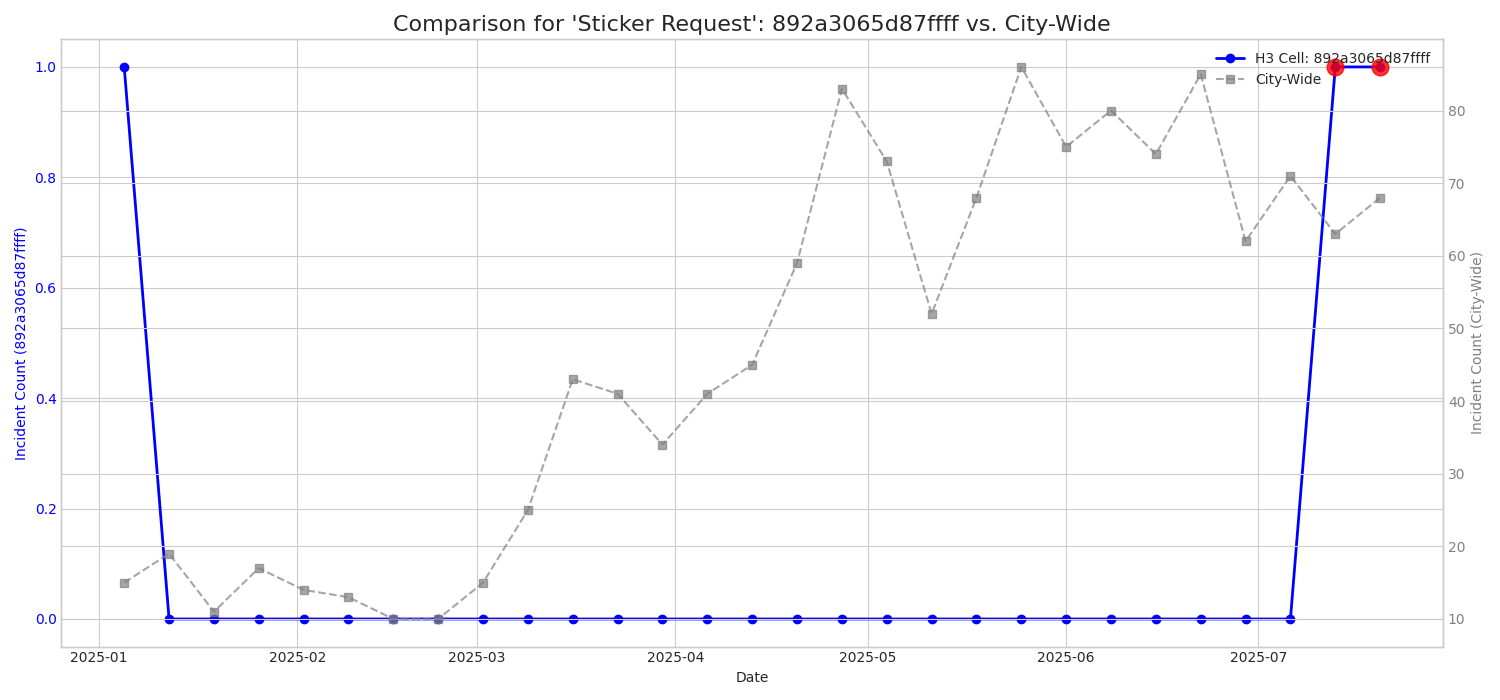 Comparison for 'Sticker Request': 892a3065d87ffff vs. City-Wide
H3 Cell: 892a3065d87ffff
City-Wide
Incident Count (892a3065d87ffff)
1.0
0.8
0.6
0.4
0.2
0.0
80
70
60
50
40
30
20
10
Incident Count (City-Wide)
2025-01 2025-02 2025-03 2025-04 2025-05 2025-06 2025-07
Date